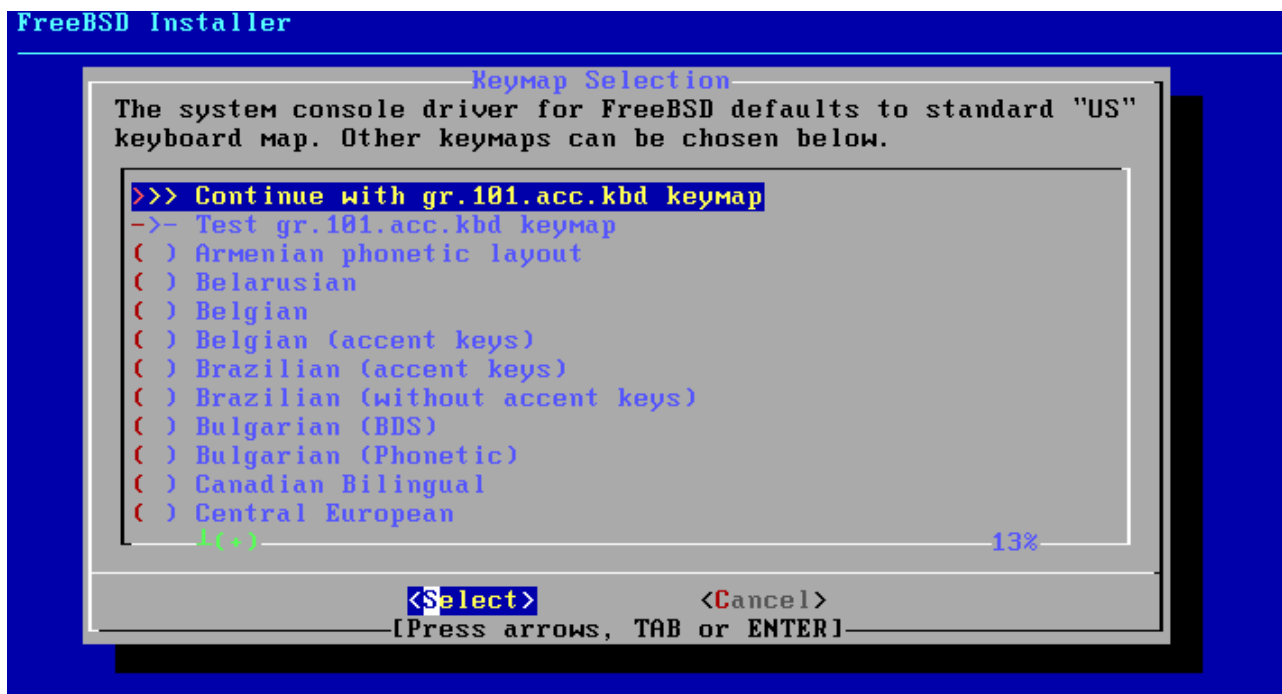 FreeBSD Installer
Keymap Selection
The system console driver for FreeBSD defaults to standard "US"
keyboard map. Other keymaps can be chosen below.
>>> Continue with gr.101.acc.kbd keymap
->- Test gr.101.acc.kbd keymap
( ) Armenian phonetic layout
( ) Belarusian
( ) Belgian
( ) Belgian (accent keys)
( ) Brazilian (accent keys)
( ) Brazilian (without accent keys)
( ) Bulgarian (BDS)
( ) Bulgarian (Phonetic)
( ) Canadian Bilingual
( ) Central European
┴(+) 13%
<Select> <Cancel>
[Press arrows, TAB or ENTER]